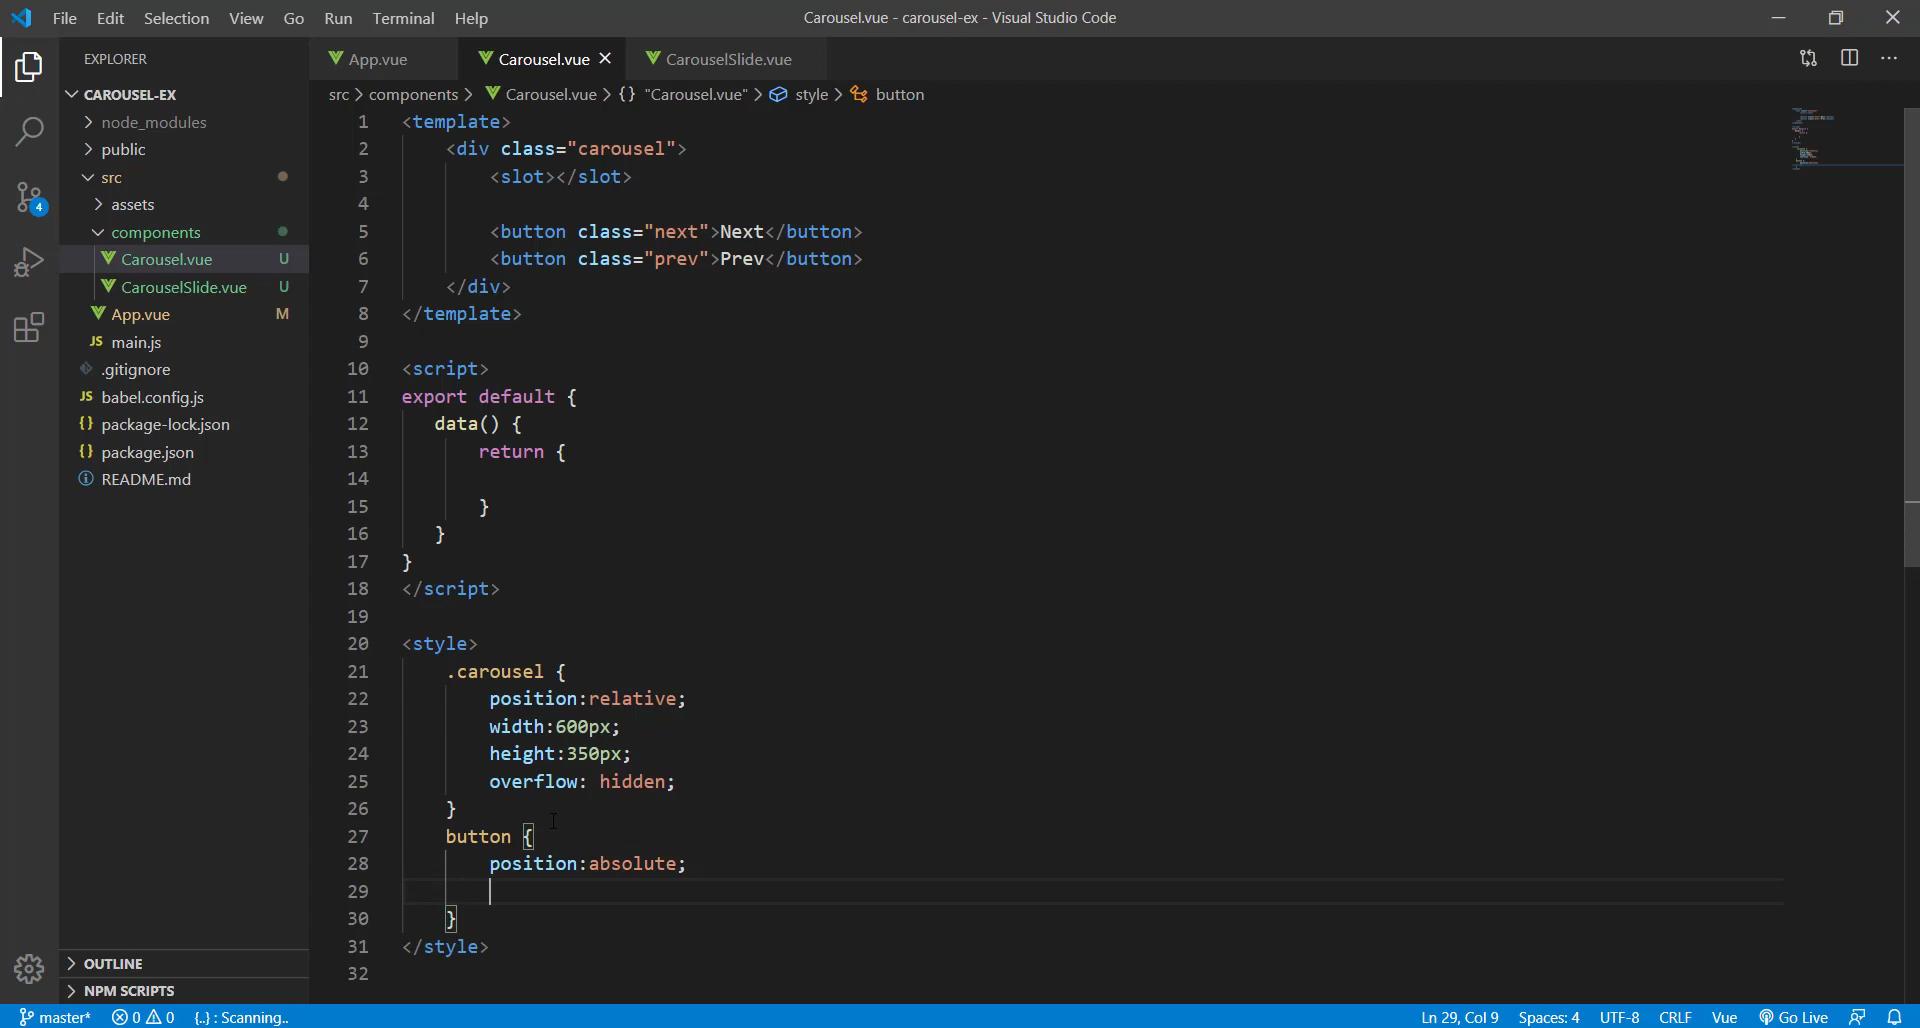 File Edit Selection View Go Run Terminal Help
Carousel.vue - carousel-ex - Visual Studio Code
EXPLORER
CAROUSEL-EX
node_modules
public
src
assets
components
Carousel.vue U
CarouselSlide.vue U
App.vue M
JS main.js
.gitignore
JS babel.config.js
{} package-lock.json
{} package.json
README.md
OUTLINE
NPM SCRIPTS
4
App.vue Carousel.vue CarouselSlide.vue
src > components > Carousel.vue > {} "Carousel.vue" > style > button
1 <template>
2 <div class="carousel">
3 <slot></slot>
4
5 <button class="next">Next</button>
6 <button class="prev">Prev</button>
7 </div>
8 </template>
9
10 <script>
11 export default {
12 data() {
13 return {
14
15 }
16 }
17 }
18 </script>
19
20 <style>
21 .carousel {
22 position:relative;
23 width:600px;
24 height:350px;
25 overflow: hidden;
26 }
27 button {
28 position:absolute;
29
30 }
31 </style>
32
master* 0 0 {..} : Scanning.. Ln 29, Col 9 Spaces: 4 UTF-8 CRLF Vue Go Live